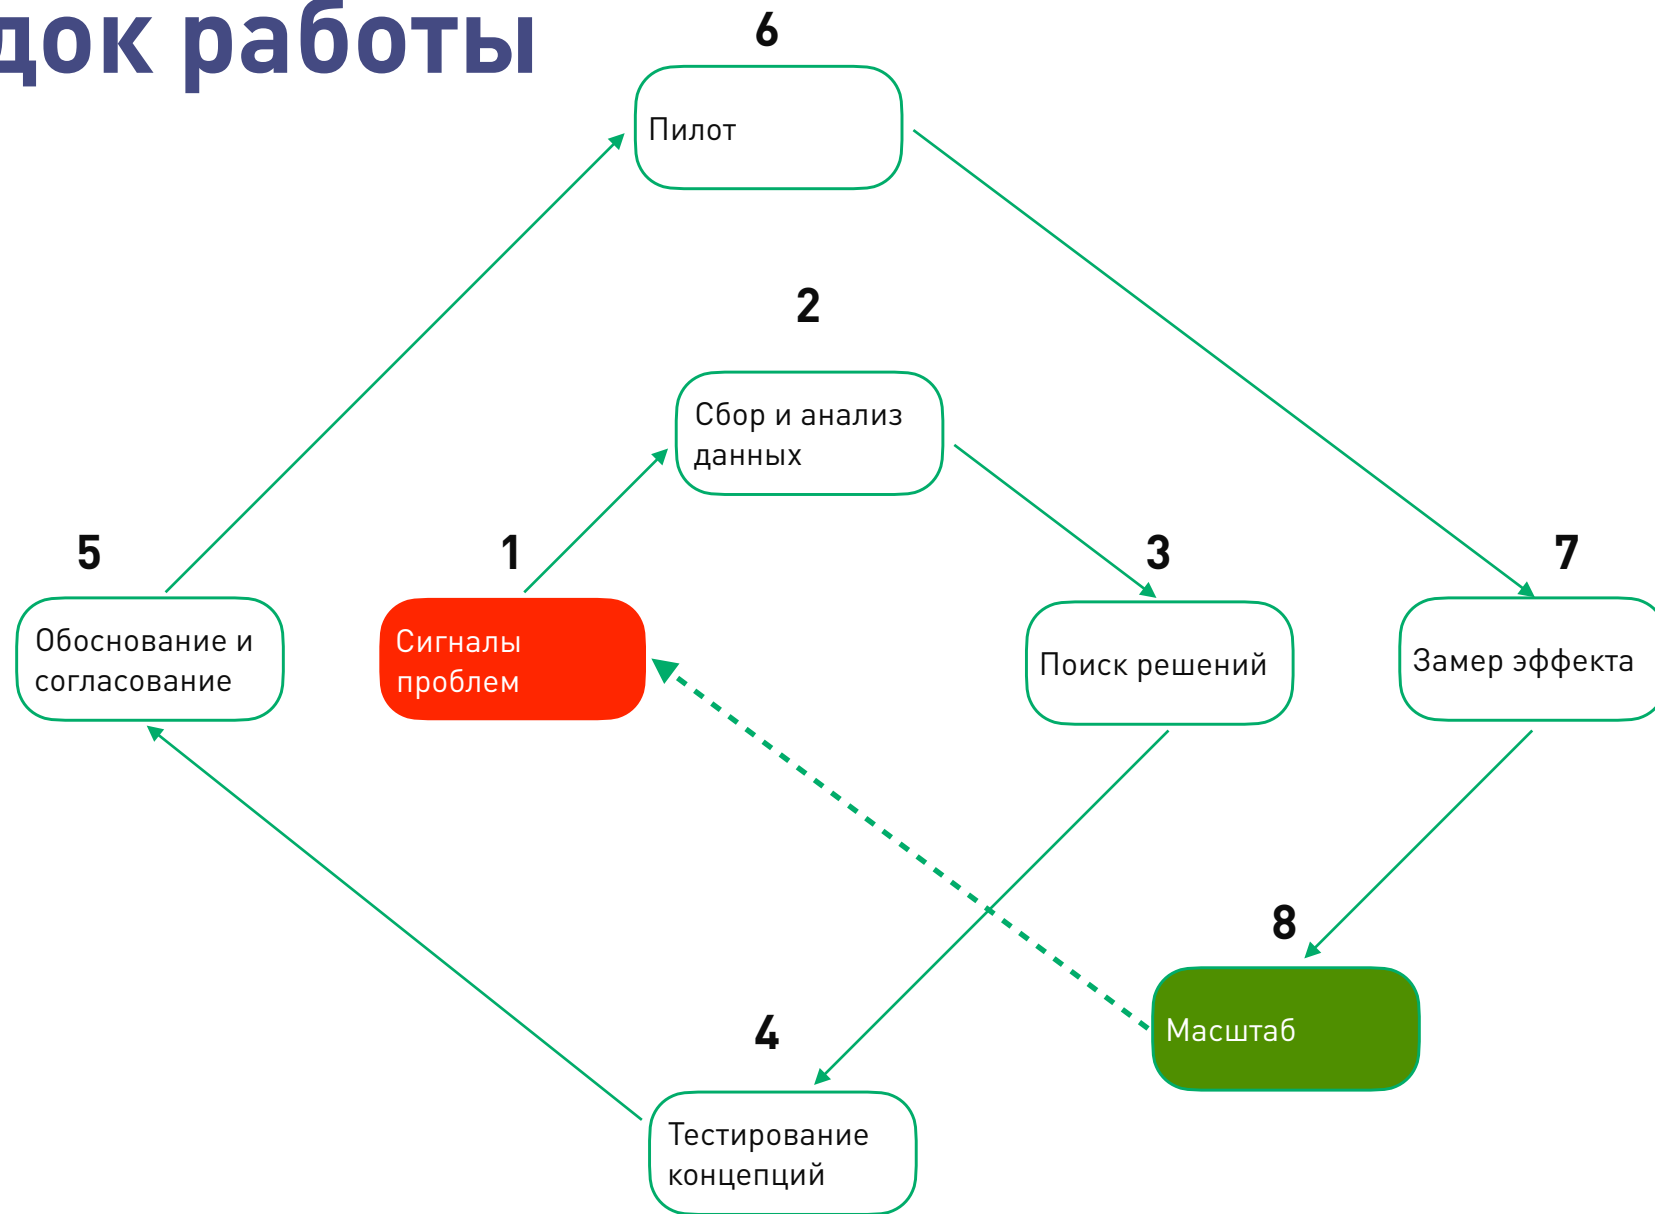 док работы
6
Пилот
2
Сбор и анализ
данных
5
Обоснование и
согласование
1
Сигналы
проблем
3
Поиск решений
7
Замер эффекта
8
Масштаб
4
Тестирование
концепций